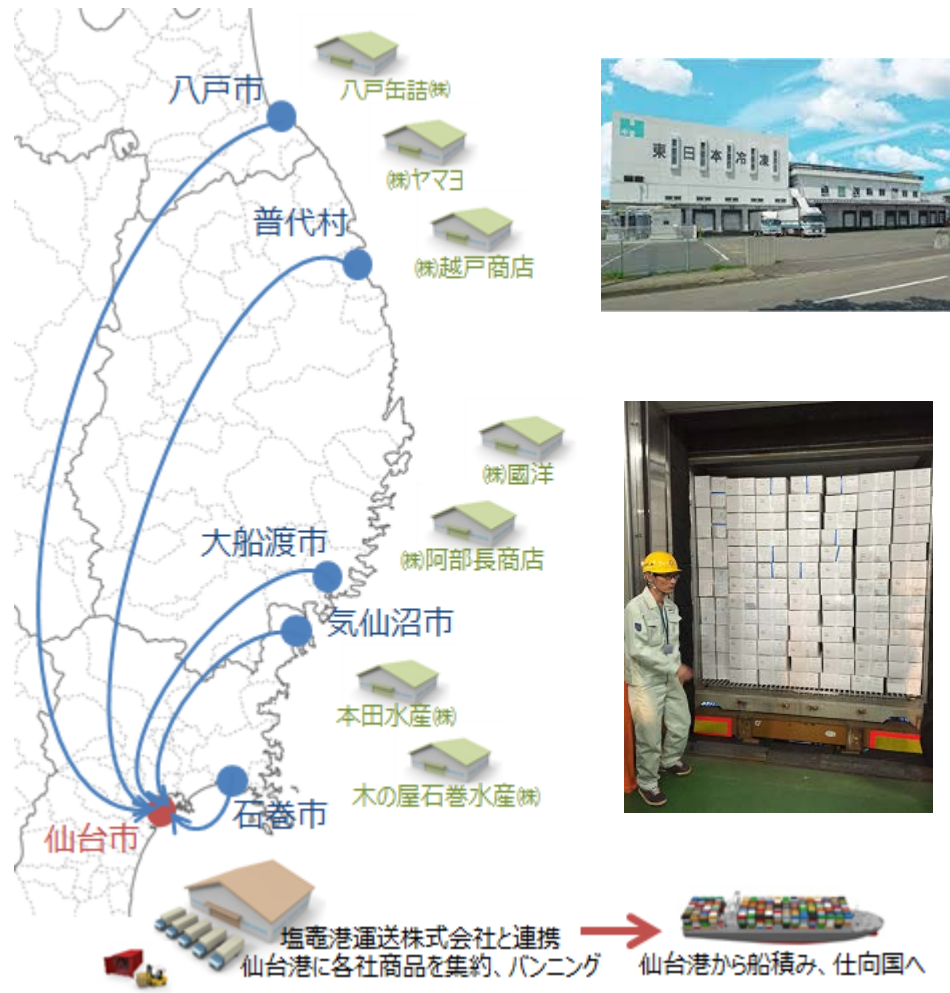 八戸市
八戸缶詰㈱
㈱ヤマヨ
普代村
㈱越戸商店
東日本冷凍
㈱國洋
大船渡市
㈱阿部長商店
気仙沼市
本田水産㈱
木の屋石巻水産㈱
石巻市
仙台市
塩竈港運送株式会社と連携
仙台港に各社商品を集約、バンニング
仙台港から船積み、仕向国へ